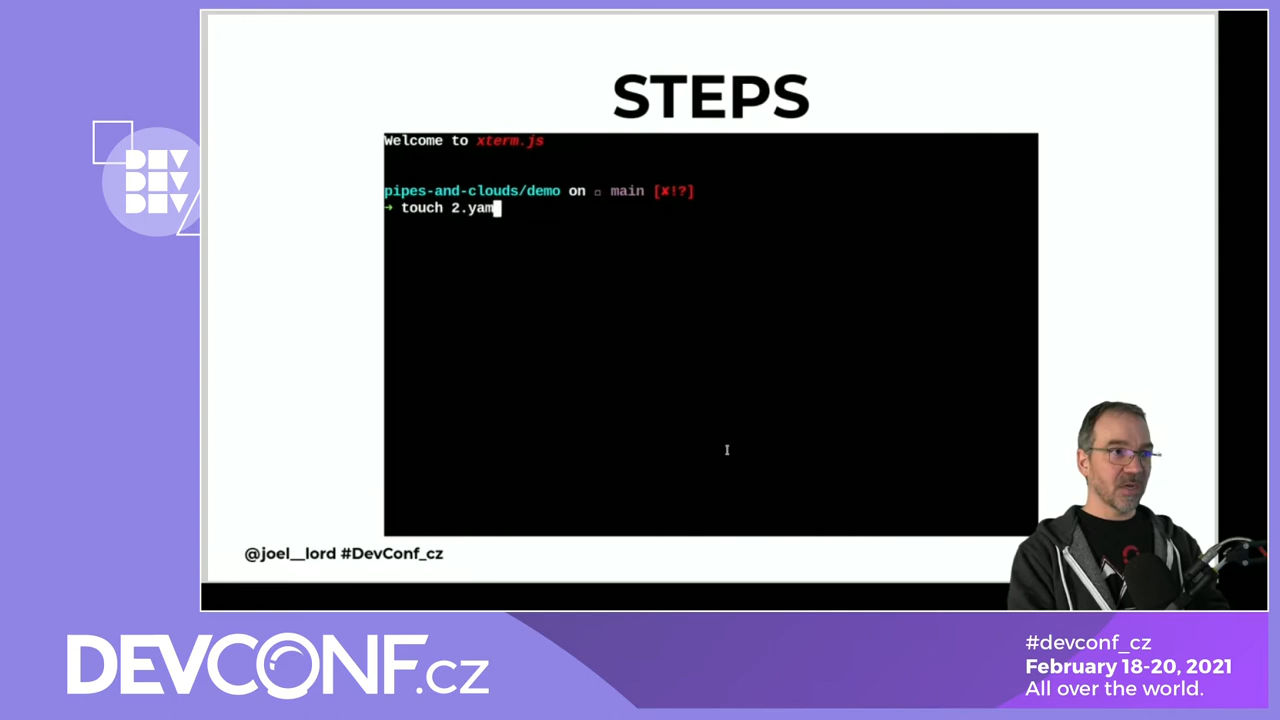 STEPS
Welcome to xterm.js
pipes-and-clouds/demo on main [✘!?]
→ touch 2.yam
@joel__lord #DevConf_cz
DEV
DEV
DEV
DEVCONF.cz
#devconf_cz
February 18-20, 2021
All over the world.